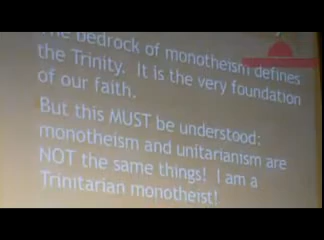 The bedrock of monotheism defines
the Trinity. It is the very foundation
of our faith.
But this MUST be understood:
monotheism and unitarianism are
NOT the same things! I am a
Trinitarian monotheist!